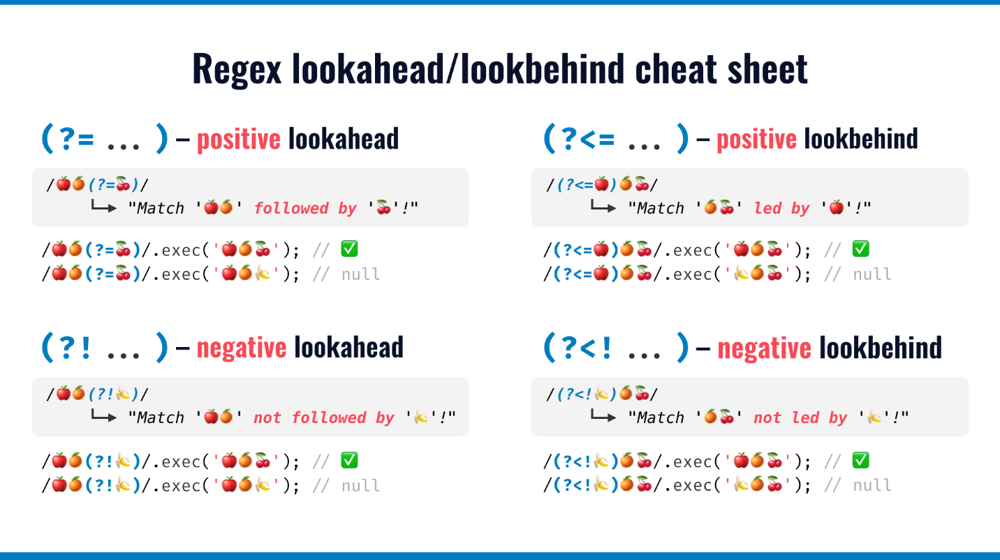 Regex lookahead/lookbehind cheat sheet
(?= ... ) – positive lookahead
/🍎🍊(?=🍒)/
"Match '🍎🍊' followed by '🍒'!"
/🍎🍊(?=🍒)/.exec('🍎🍊🍒'); // ✅
/🍎🍊(?=🍒)/.exec('🍎🍊🍌'); // null
(?<= ... ) – positive lookbehind
/(?<=🍎)🍊🍒/
"Match '🍊🍒' led by '🍎'!"
/(?<=🍎)🍊🍒/.exec('🍎🍊🍒'); // ✅
/(?<=🍎)🍊🍒/.exec('🍌🍊🍒'); // null
(?! ... ) – negative lookahead
/🍎🍊(?!🍌)/
"Match '🍎🍊' not followed by '🍌'!"
/🍎🍊(?!🍌)/.exec('🍎🍊🍒'); // ✅
/🍎🍊(?!🍌)/.exec('🍎🍊🍌'); // null
(?<! ... ) – negative lookbehind
/(?<!🍌)🍊🍒/
"Match '🍊🍒' not led by '🍌'!"
/(?<!🍌)🍊🍒/.exec('🍎🍊🍒'); // ✅
/(?<!🍌)🍊🍒/.exec('🍌🍊🍒'); // null